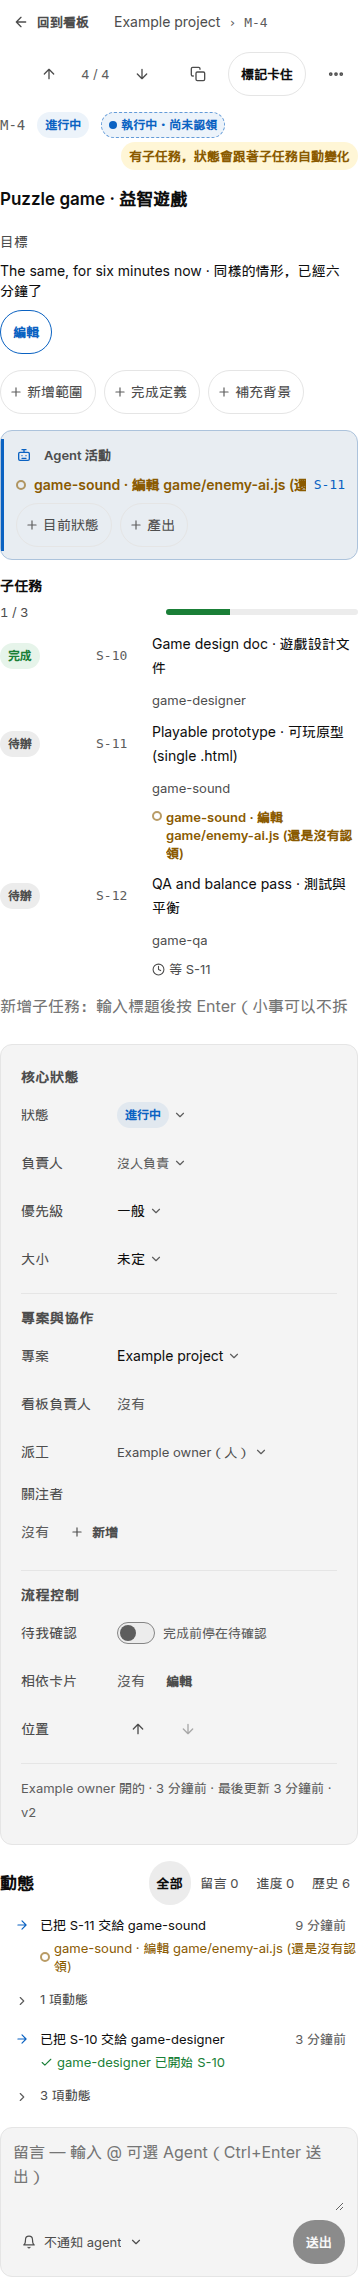 回到看板 Example project › M-4
4 / 4 標記卡住
M-4 進行中 執行中·尚未認領
有子任務，狀態會跟著子任務自動變化
Puzzle game · 益智遊戲
目標
The same, for six minutes now · 同樣的情形，已經六
分鐘了
編輯
新增範圍 完成定義 補充背景
Agent 活動
game-sound · 編輯 game/enemy-ai.js (還 S-11
目前狀態 產出
子任務
1 / 3
完成 S-10 Game design doc · 遊戲設計文
件
game-designer
待辦 S-11 Playable prototype · 可玩原型
(single .html)
game-sound
game-sound · 編輯
game/enemy-ai.js (還是沒有認
領)
待辦 S-12 QA and balance pass · 測試與
平衡
game-qa
等 S-11
新增子任務：輸入標題後按 Enter（小事可以不拆
核心狀態
狀態 進行中
負責人 沒人負責
優先級 一般
大小 未定
專案與協作
專案 Example project
看板負責人 沒有
派工 Example owner（人）
關注者
沒有 新增
流程控制
待我確認 完成前停在待確認
相依卡片 沒有 編輯
位置
Example owner 開的 · 3 分鐘前 · 最後更新 3 分鐘前 ·
v2
動態 全部 留言 0 進度 0 歷史 6
已把 S-11 交給 game-sound 9 分鐘前
game-sound · 編輯 game/enemy-ai.js (還是沒有認
領)
1 項動態
已把 S-10 交給 game-designer 3 分鐘前
game-designer 已開始 S-10
3 項動態
留言 — 輸入 @ 可選 Agent（Ctrl+Enter 送
出）
不通知 agent 送出